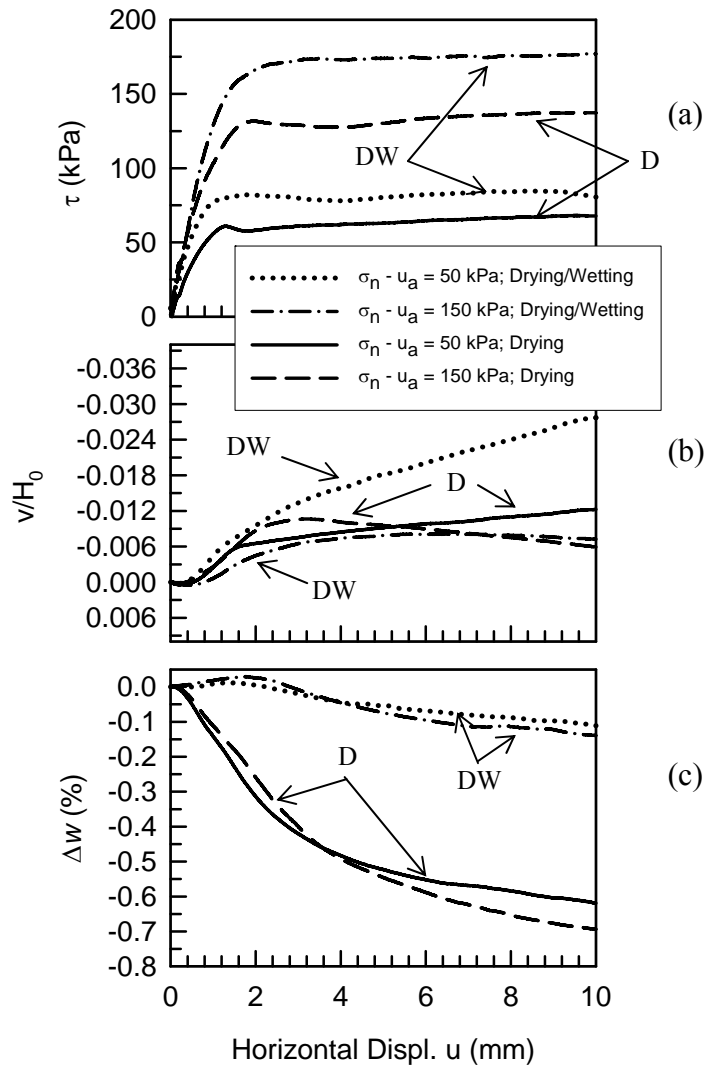 200
150
100
50
0
τ (kPa)
DW
D
(a)
σn - ua = 50 kPa; Drying/Wetting
σn - ua = 150 kPa; Drying/Wetting
σn - ua = 50 kPa; Drying
σn - ua = 150 kPa; Drying
-0.036
-0.030
-0.024
-0.018
-0.012
-0.006
0.000
0.006
v/H0
DW
D
DW
(b)
0.0
-0.1
-0.2
-0.3
-0.4
-0.5
-0.6
-0.7
-0.8
Δw (%)
DW
D
(c)
0 2 4 6 8 10
Horizontal Displ. u (mm)